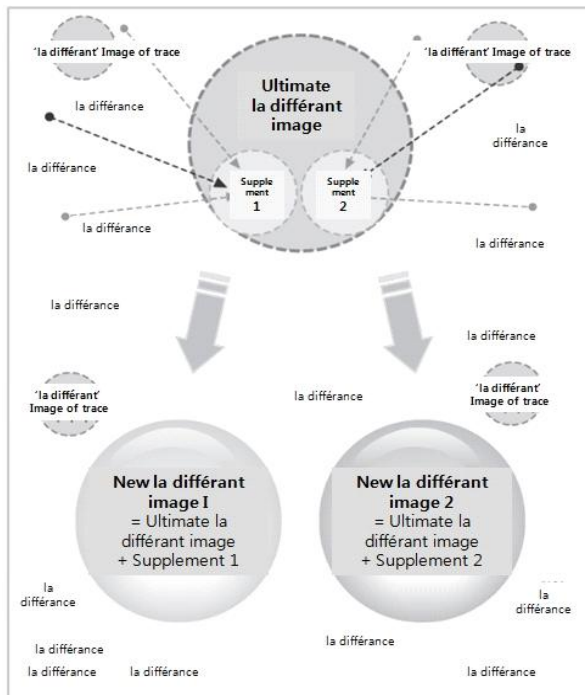 'la différant' Image of trace
'la différant' Image of trace
Ultimate
la différant
image
la différance
la
différance
la différance
Supple
ment
1
Supple
ment
2
la différance
la différance
la différance
la différance
'la différant'
Image of trace
'la différant'
Image of trace
la différance
New la différant
image I
= Ultimate la
différant image
+ Supplement 1
New la différant
image 2
= Ultimate la
différant image
+ Supplement 2
la
différance
la
différance
la différance
la différance
la différance
la différance
la différance